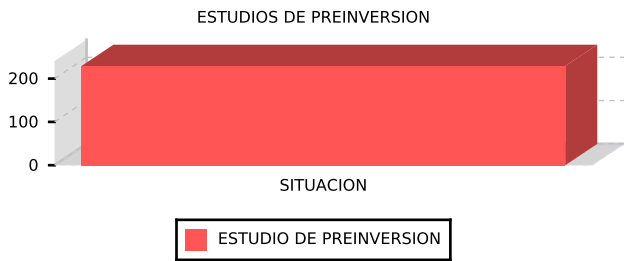 ESTUDIOS DE PREINVERSION
200
100
0
SITUACION
ESTUDIO DE PREINVERSION